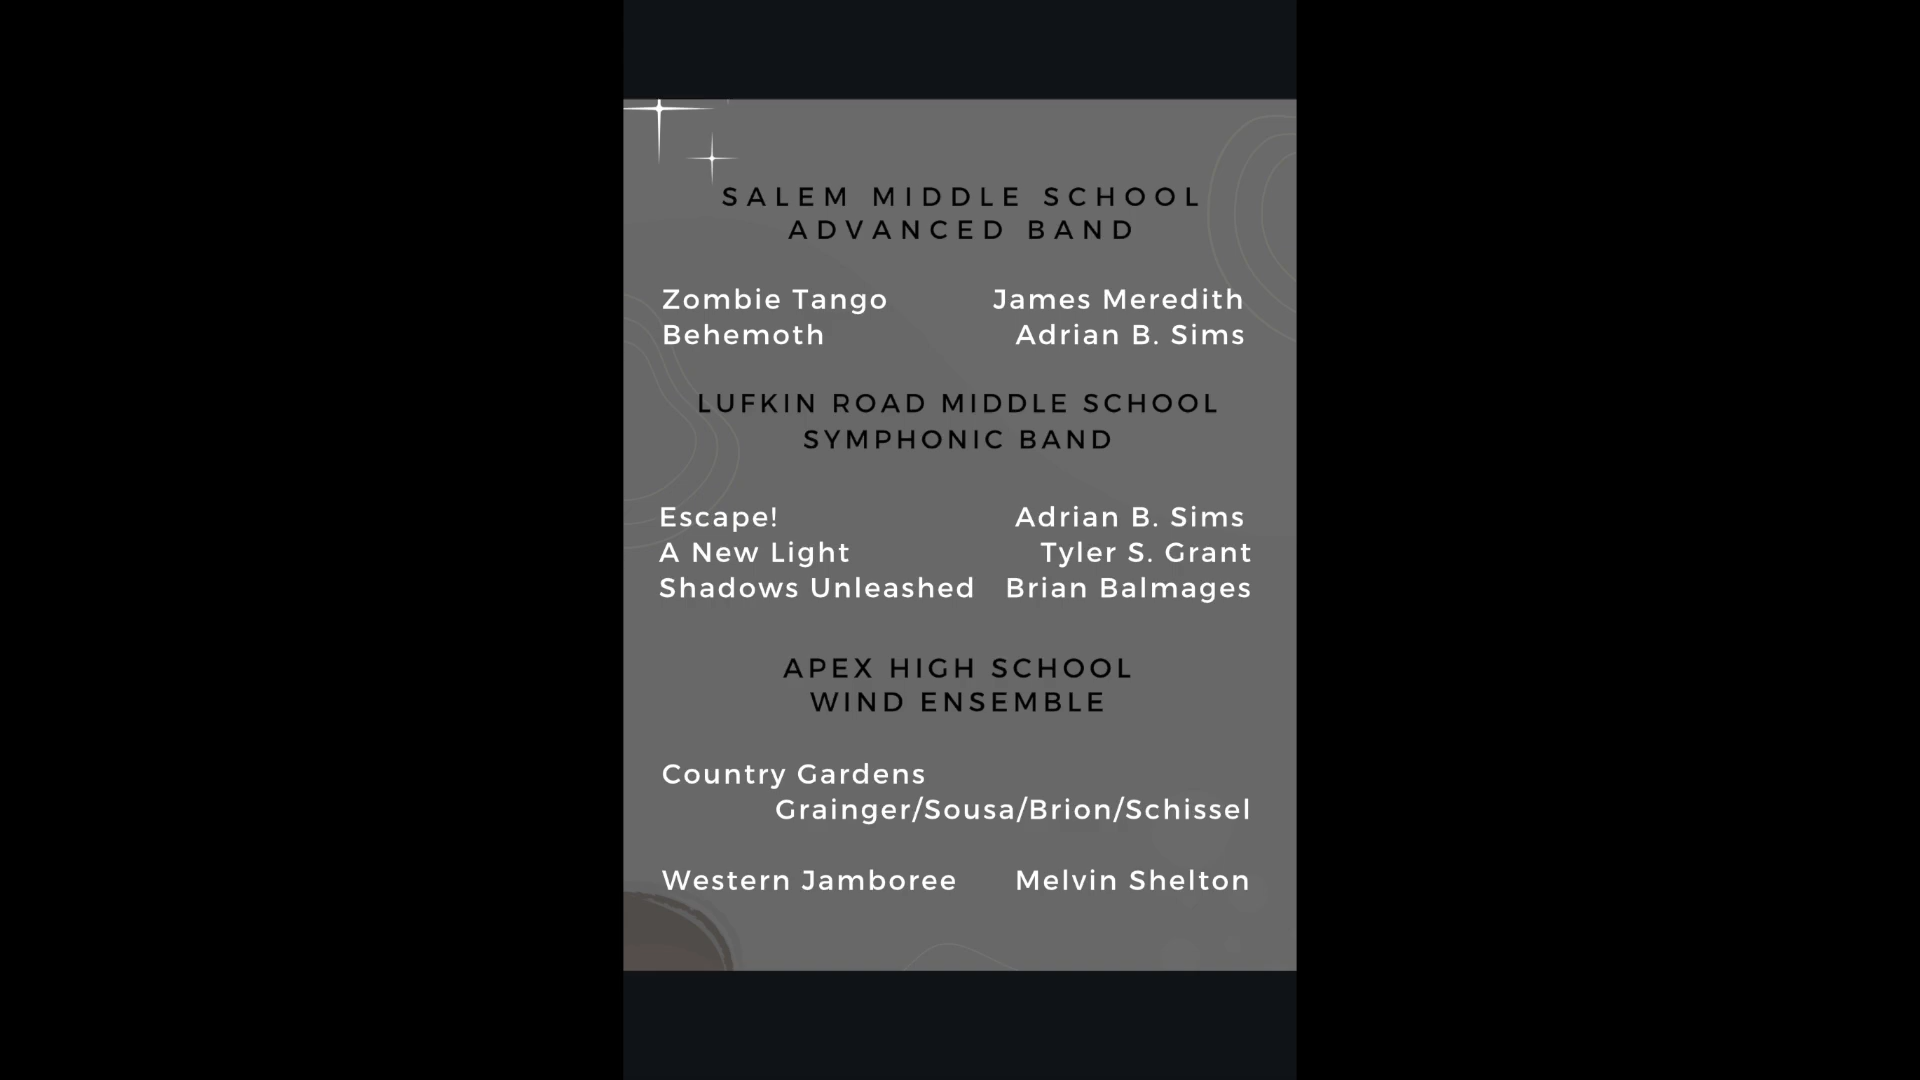 SALEM MIDDLE SCHOOL
ADVANCED BAND
Zombie Tango James Meredith
Behemoth Adrian B. Sims
LUFKIN ROAD MIDDLE SCHOOL
SYMPHONIC BAND
Escape! Adrian B. Sims
A New Light Tyler S. Grant
Shadows Unleashed Brian Balmages
APEX HIGH SCHOOL
WIND ENSEMBLE
Country Gardens
Grainger/Sousa/Brion/Schissel
Western Jamboree Melvin Shelton